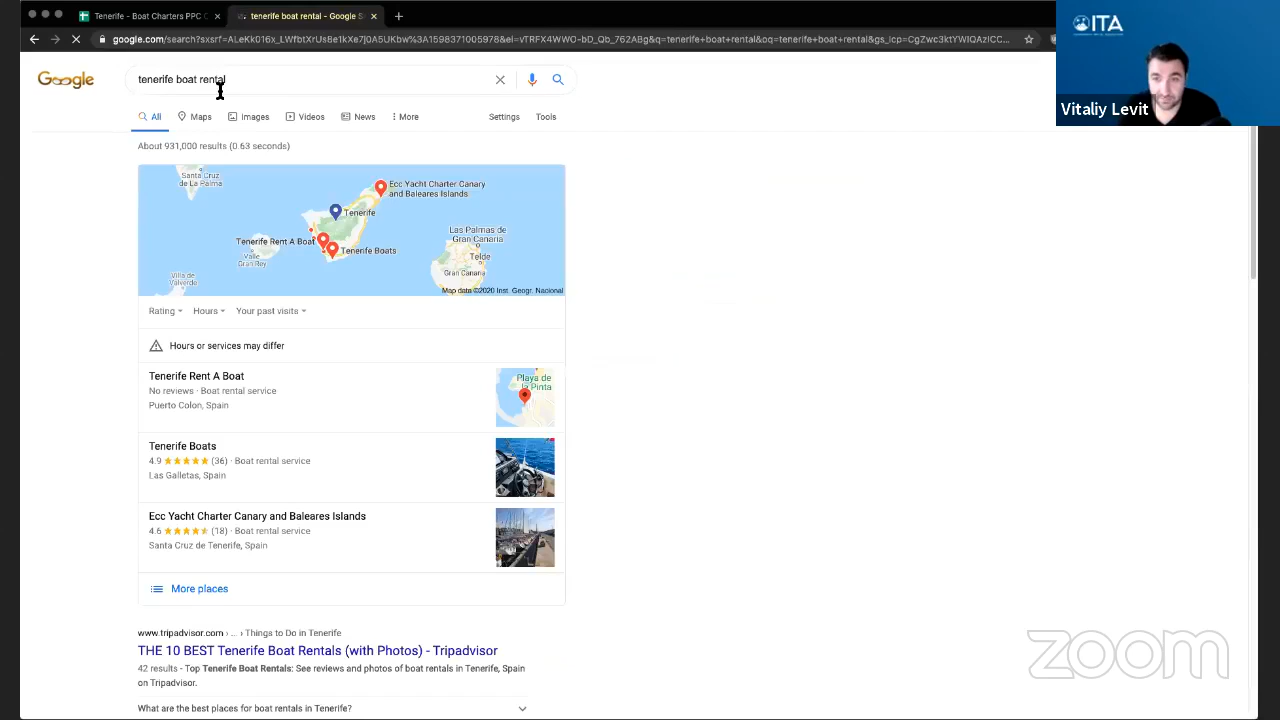 Tenerife - Boat Charters PPC C
tenerife boat rental - Google S
google.com/search?sxsrf=
tenerife+boat+rental&oq=tenerife+boat+rental&gs_lcp=
ITA
Vitaliy Levit
Google
tenerife boat rental
All
Maps
Images
Videos
News
More
Settings
Tools
About 931,000 results (0.63 seconds)
Santa Cruz
de La Palma
Ecc Yacht Charter Canary
and Baleares Islands
Tenerife
Tenerife Rent A Boat
Tenerife Boats
Valle
Gran Rey
Las Palmas de
Gran Canaria
Telde
Gran Canaria
Villa de
Valverde
Map data ©2020 Inst. Geogr. Nacional
Rating
Hours
Your past visits
Hours or services may differ
Tenerife Rent A Boat
No reviews · Boat rental service
Puerto Colon, Spain
Playa de
la Pinta
Tenerife Boats
4.9 (36) · Boat rental service
Las Galletas, Spain
Ecc Yacht Charter Canary and Baleares Islands
4.6 (18) · Boat rental service
Santa Cruz de Tenerife, Spain
More places
www.tripadvisor.com › ... › Things to Do in Tenerife
THE 10 BEST Tenerife Boat Rentals (with Photos) - Tripadvisor
42 results - Top Tenerife Boat Rentals: See reviews and photos of boat rentals in Tenerife, Spain
on Tripadvisor.
What are the best places for boat rentals in Tenerife?
zoom